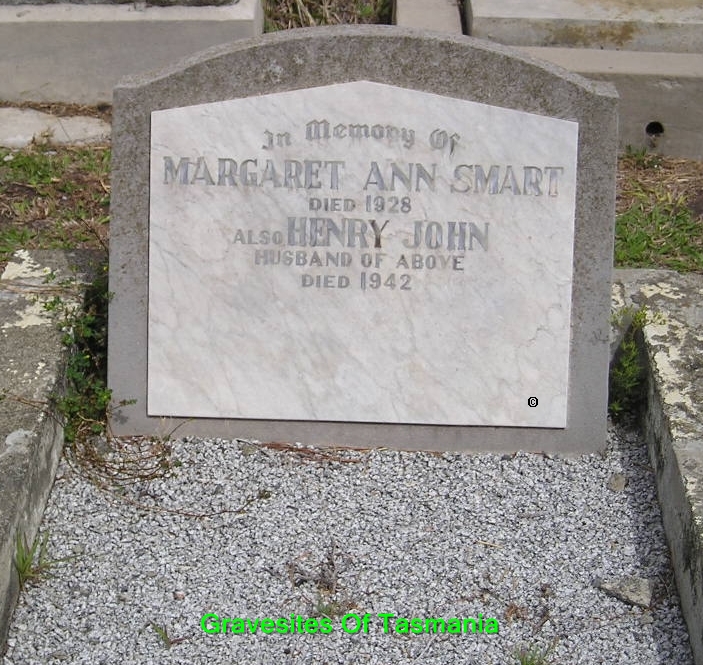 In Memory Of
MARGARET ANN SMART
DIED 1928
ALSO HENRY JOHN
HUSBAND OF ABOVE
DIED 1942
©
Gravesites Of Tasmania